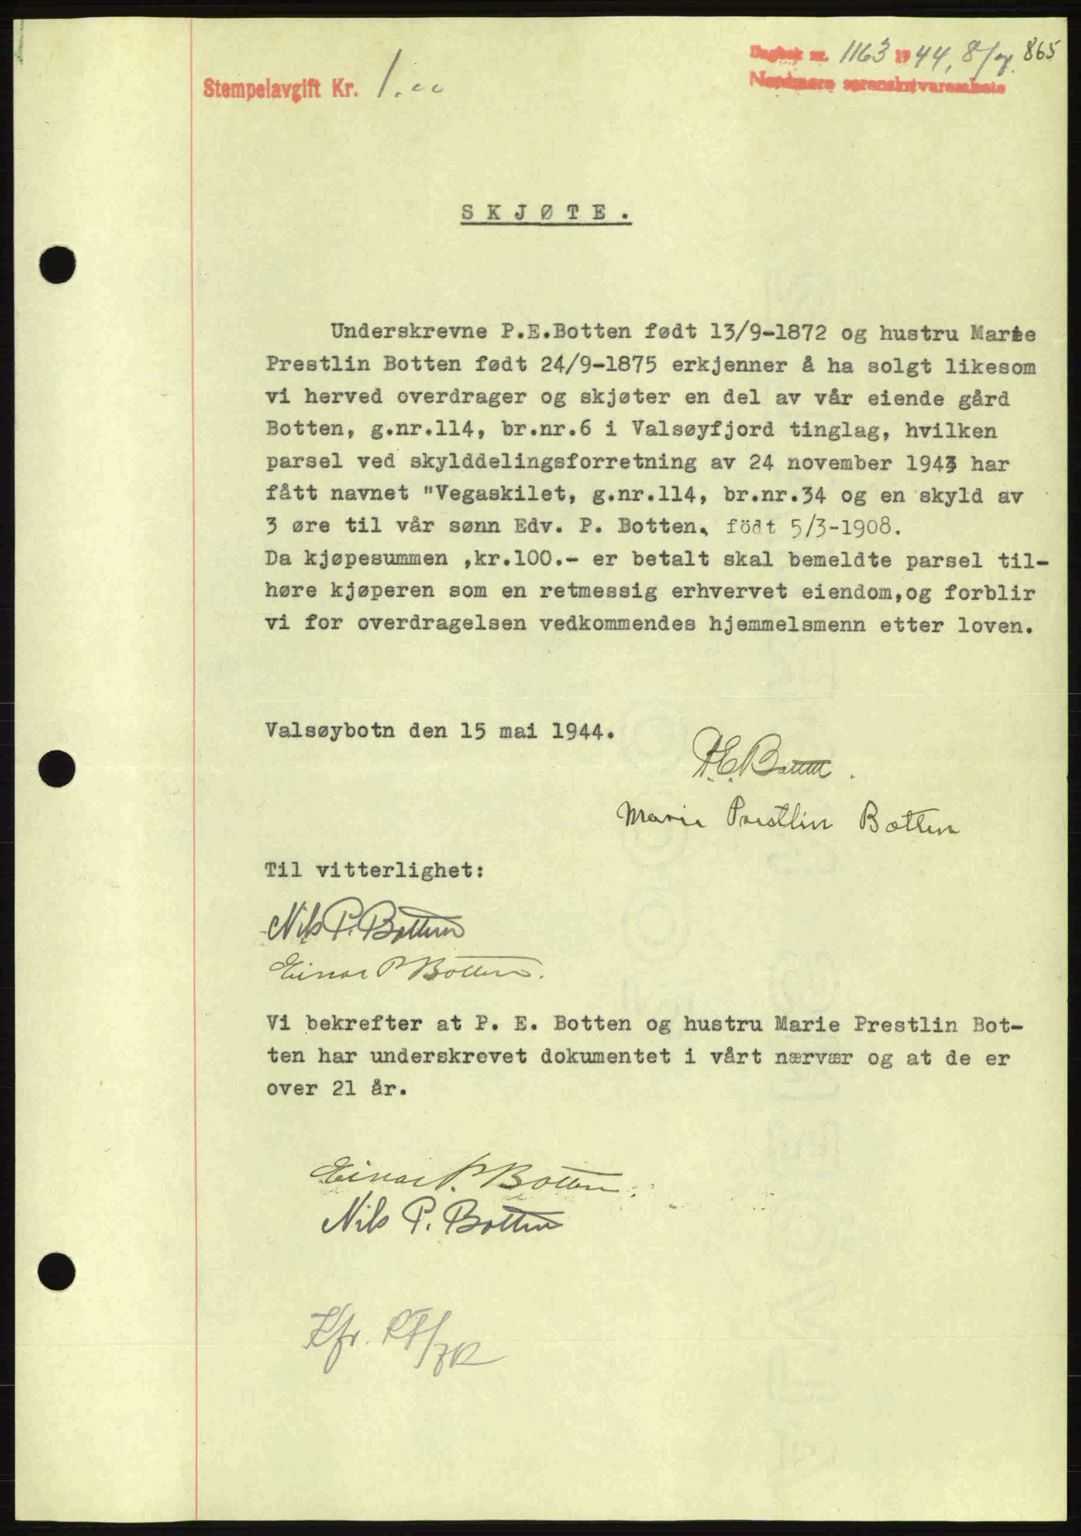 Dagbok nr. 1163 1944, 8/7. 865
Stempelavgift Kr. 1.00
Nordmøre sorenskriverembete
SKJØTE.
Underskrevne P.E.Botten født 13/9-1872 og hustru Marie
Prestlin Botten født 24/9-1875 erkjenner å ha solgt likesom
vi herved overdrager og skjøter en del av vår eiende gård
Botten, g.nr.114, br.nr.6 i Valsøyfjord tinglag, hvilken
parsel ved skylddelingsforretning av 24 november 1943 har
fått navnet "Vegaskilet, g.nr.114, br.nr.34 og en skyld av
3 øre til vår sønn Edv. P. Botten, födt 5/3-1908.
Da kjøpesummen ,kr.100.- er betalt skal bemeldte parsel til-
høre kjøperen som en retmessig erhvervet eiendom,og forblir
vi for overdragelsen vedkommendes hjemmelsmenn etter loven.
Valsøybotn den 15 mai 1944.
P.E. Botten.
Marie Prestlin Botten
Til vitterlighet:
Nils P. Botten
Einar P Botten.
Vi bekrefter at P. E. Botten og hustru Marie Prestlin Bot-
ten har underskrevet dokumentet i vårt nærvær og at de er
over 21 år.
Einar P. Botten.
Nils P. Botten